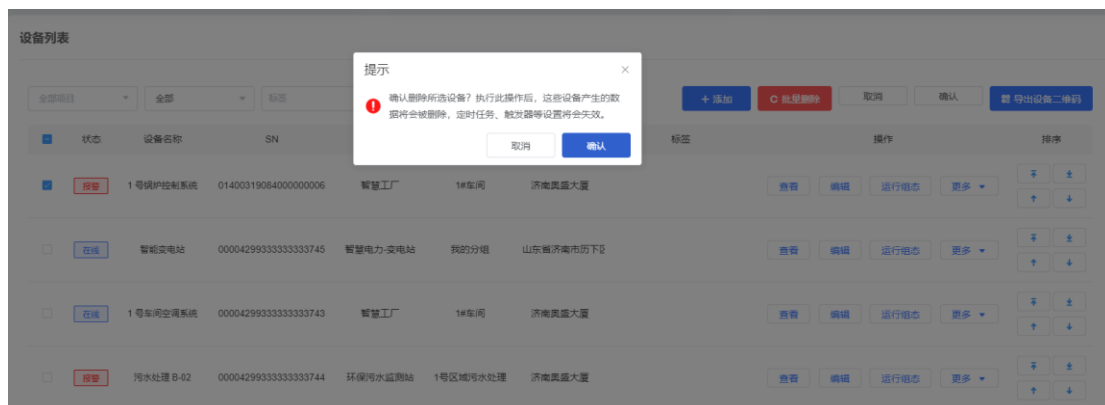 设备列表
提示
确认删除所选设备？执行此操作后，这些设备产生的数
据将会被删除，定时任务、触发器等设置将会失效。
取消 确认
全部项目 全部 标签 + 添加 批量删除 取消 确认 导出设备二维码
状态 设备名称 SN 标签 操作 排序
报警 1号锅炉控制系统 01400319084000000006 智慧工厂 1#车间 济南奥盛大厦 查看 编辑 运行组态 更多
在线 智能变电站 00004299333333333745 智慧电力-变电站 我的分组 山东省济南市历下区 查看 编辑 运行组态 更多
在线 1号车间空调系统 00004299333333333743 智慧工厂 1#车间 济南奥盛大厦 查看 编辑 运行组态 更多
报警 污水处理 B-02 00004299333333333744 环保污水监测站 1号区域污水处理 济南奥盛大厦 查看 编辑 运行组态 更多